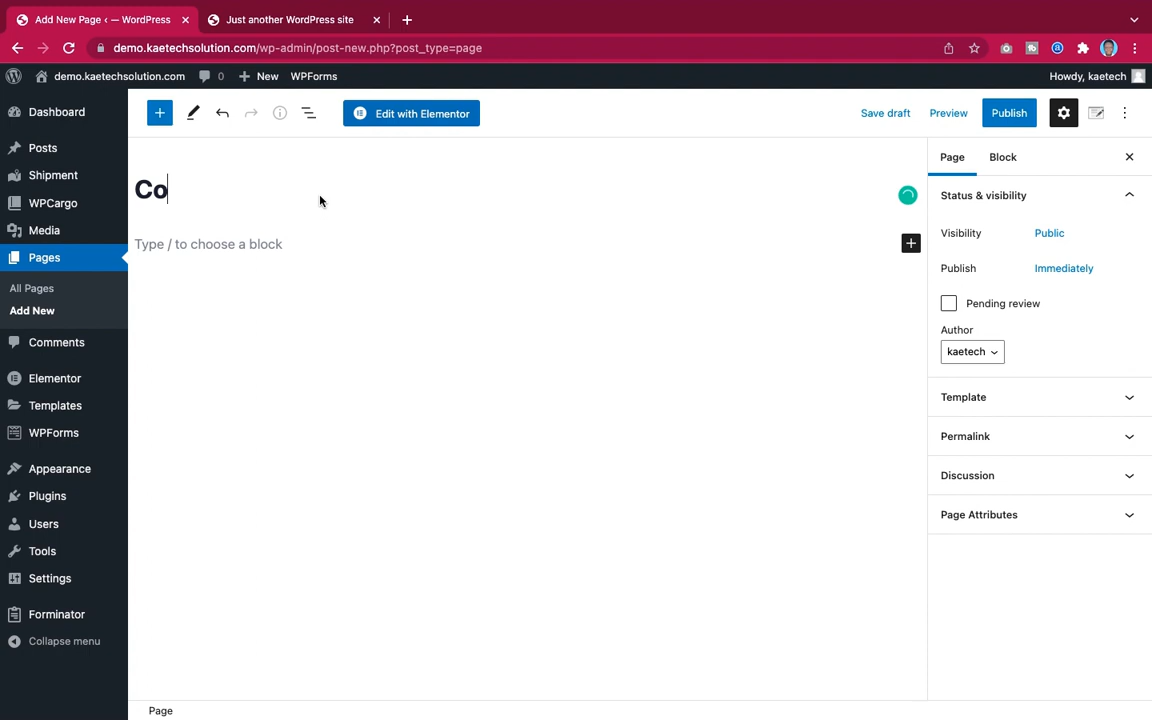 Add New Page ‹ — WordPress
Just another WordPress site
demo.kaetechsolution.com/wp-admin/post-new.php?post_type=page
demo.kaetechsolution.com
0
New
WPForms
Howdy, kaetech
Dashboard
Posts
Shipment
WPCargo
Media
Pages
All Pages
Add New
Comments
Elementor
Templates
WPForms
Appearance
Plugins
Users
Tools
Settings
Forminator
Collapse menu
Edit with Elementor
Save draft
Preview
Publish
Co
Type / to choose a block
Page
Block
Status & visibility
Visibility
Public
Publish
Immediately
Pending review
Author
kaetech
Template
Permalink
Discussion
Page Attributes
Page